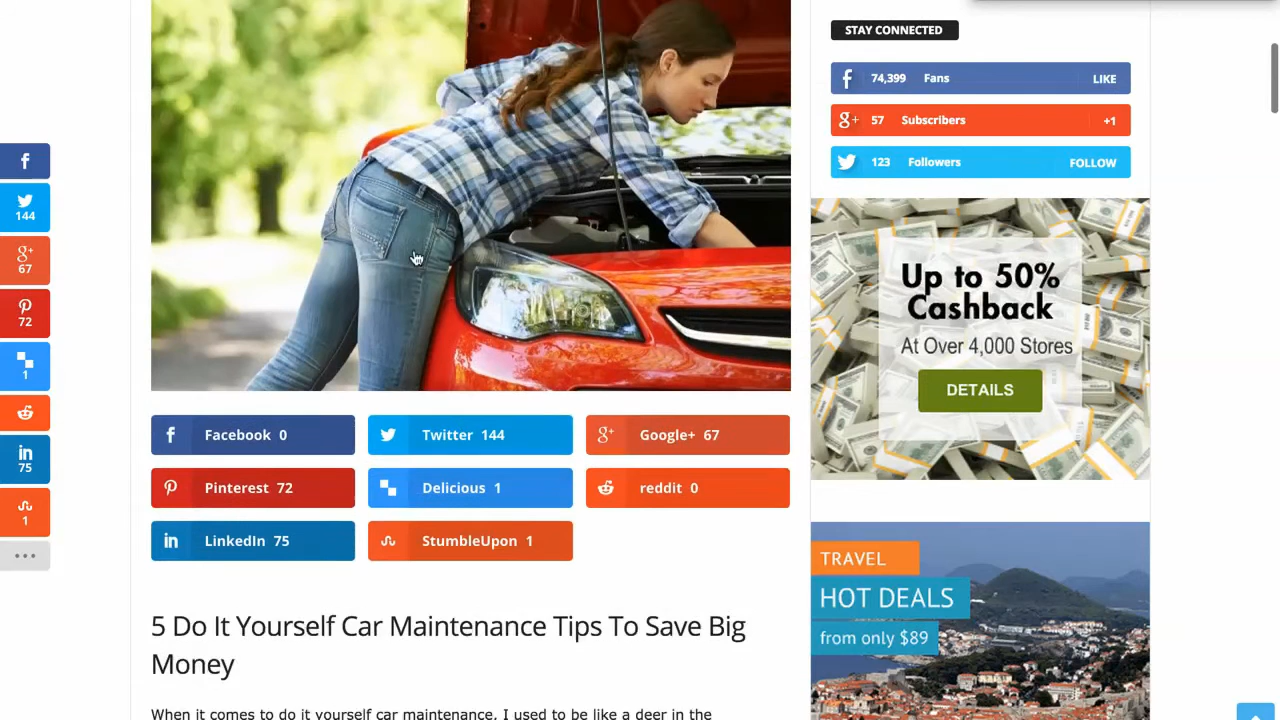 STAY CONNECTED
74,399 Fans LIKE
57 Subscribers +1
123 Followers FOLLOW
144
67
72
1
75
1
Up to 50%
Cashback
At Over 4,000 Stores
DETAILS
Facebook 0 Twitter 144 Google+ 67
Pinterest 72 Delicious 1 reddit 0
LinkedIn 75 StumbleUpon 1
TRAVEL
HOT DEALS
from only $89
5 Do It Yourself Car Maintenance Tips To Save Big
Money
When it comes to do it yourself car maintenance, I used to be like a deer in the